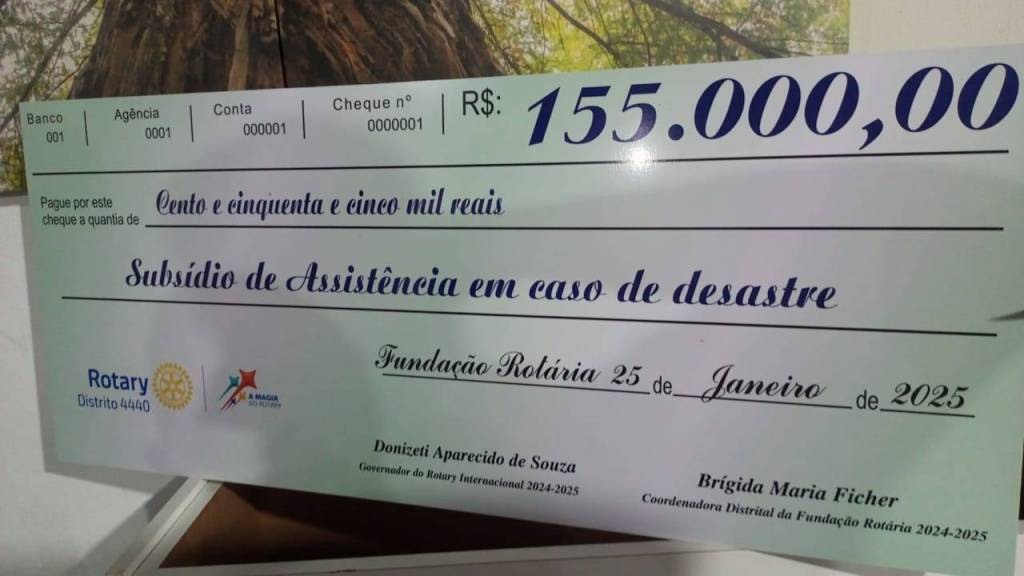 Banco Agência Conta Cheque nº R$: 155.000,00
001 0001 000001 0000001
Pague por este
cheque a quantia de Cento e cinquenta e cinco mil reais
Subsídio de Assistência em caso de desastre
Fundação Rotária 25 de Janeiro de 2025
Rotary
Distrito 4440
A MAGIA
DO ROTARY
Donizeti Aparecido de Souza
Governador do Rotary Internacional 2024-2025
Brígida Maria Ficher
Coordenadora Distrital da Fundação Rotária 2024-2025